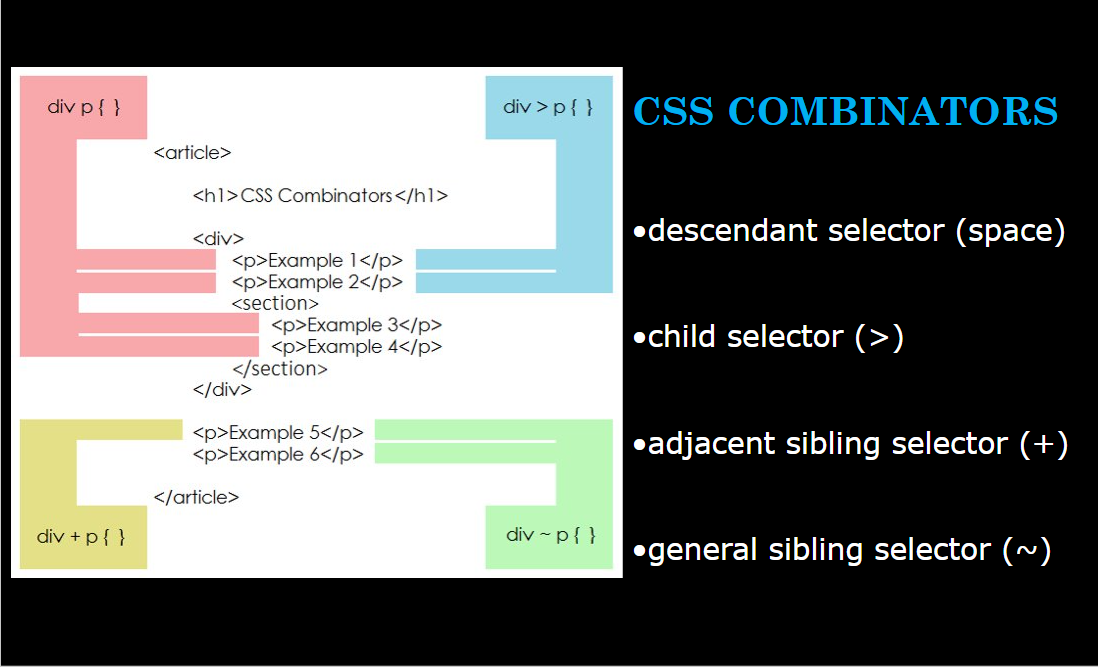 div p { }
div > p { }
<article>
<h1>CSS Combinators</h1>
<div>
<p>Example 1</p>
<p>Example 2</p>
<section>
<p>Example 3</p>
<p>Example 4</p>
</section>
</div>
<p>Example 5</p>
<p>Example 6</p>
</article>
div + p { }
div ~ p { }
CSS COMBINATORS
•descendant selector (space)
•child selector (>)
•adjacent sibling selector (+)
•general sibling selector (~)